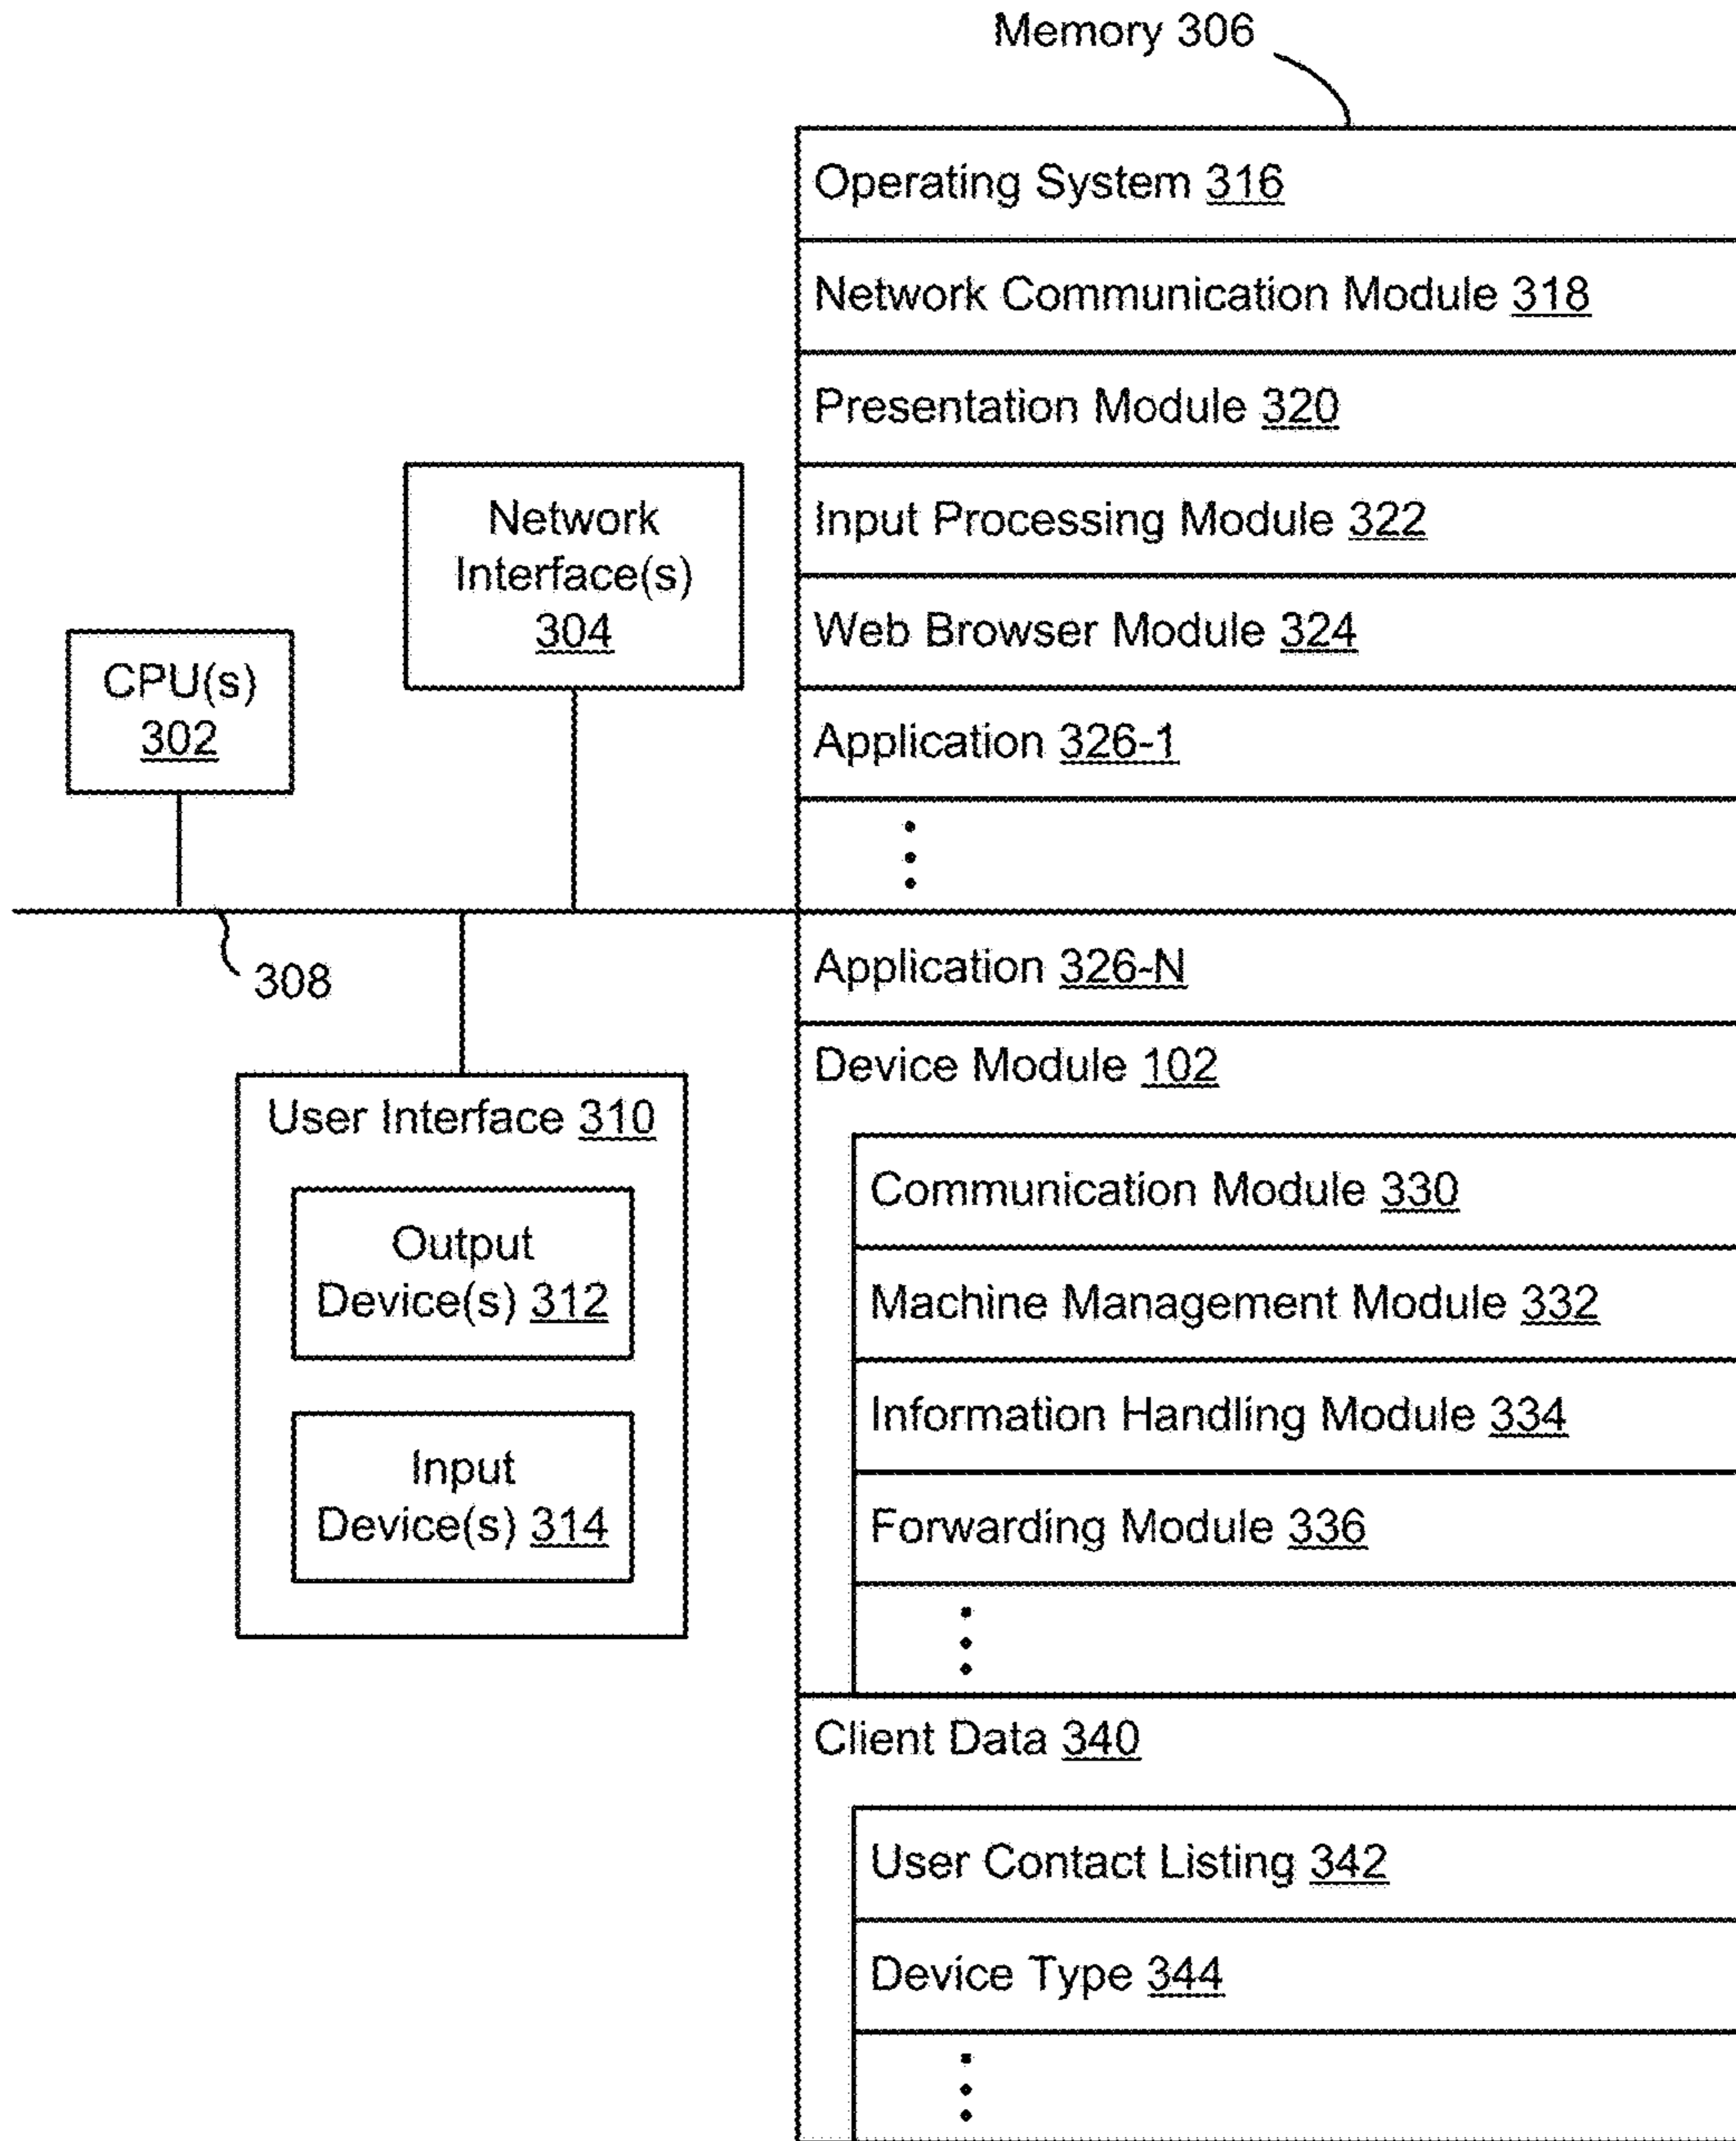 Memory 306
Operating System 316
Network Communication Module 318
Presentation Module 320
Input Processing Module 322
Web Browser Module 324
Application 326-1
Application 326-N
Device Module 102
Communication Module 330
Machine Management Module 332
Information Handling Module 334
Forwarding Module 336
Client Data 340
User Contact Listing 342
Device Type 344
Network
Interface(s)
304
CPU(s)
302
308
User Interface 310
Output
Device(s) 312
Input
Device(s) 314